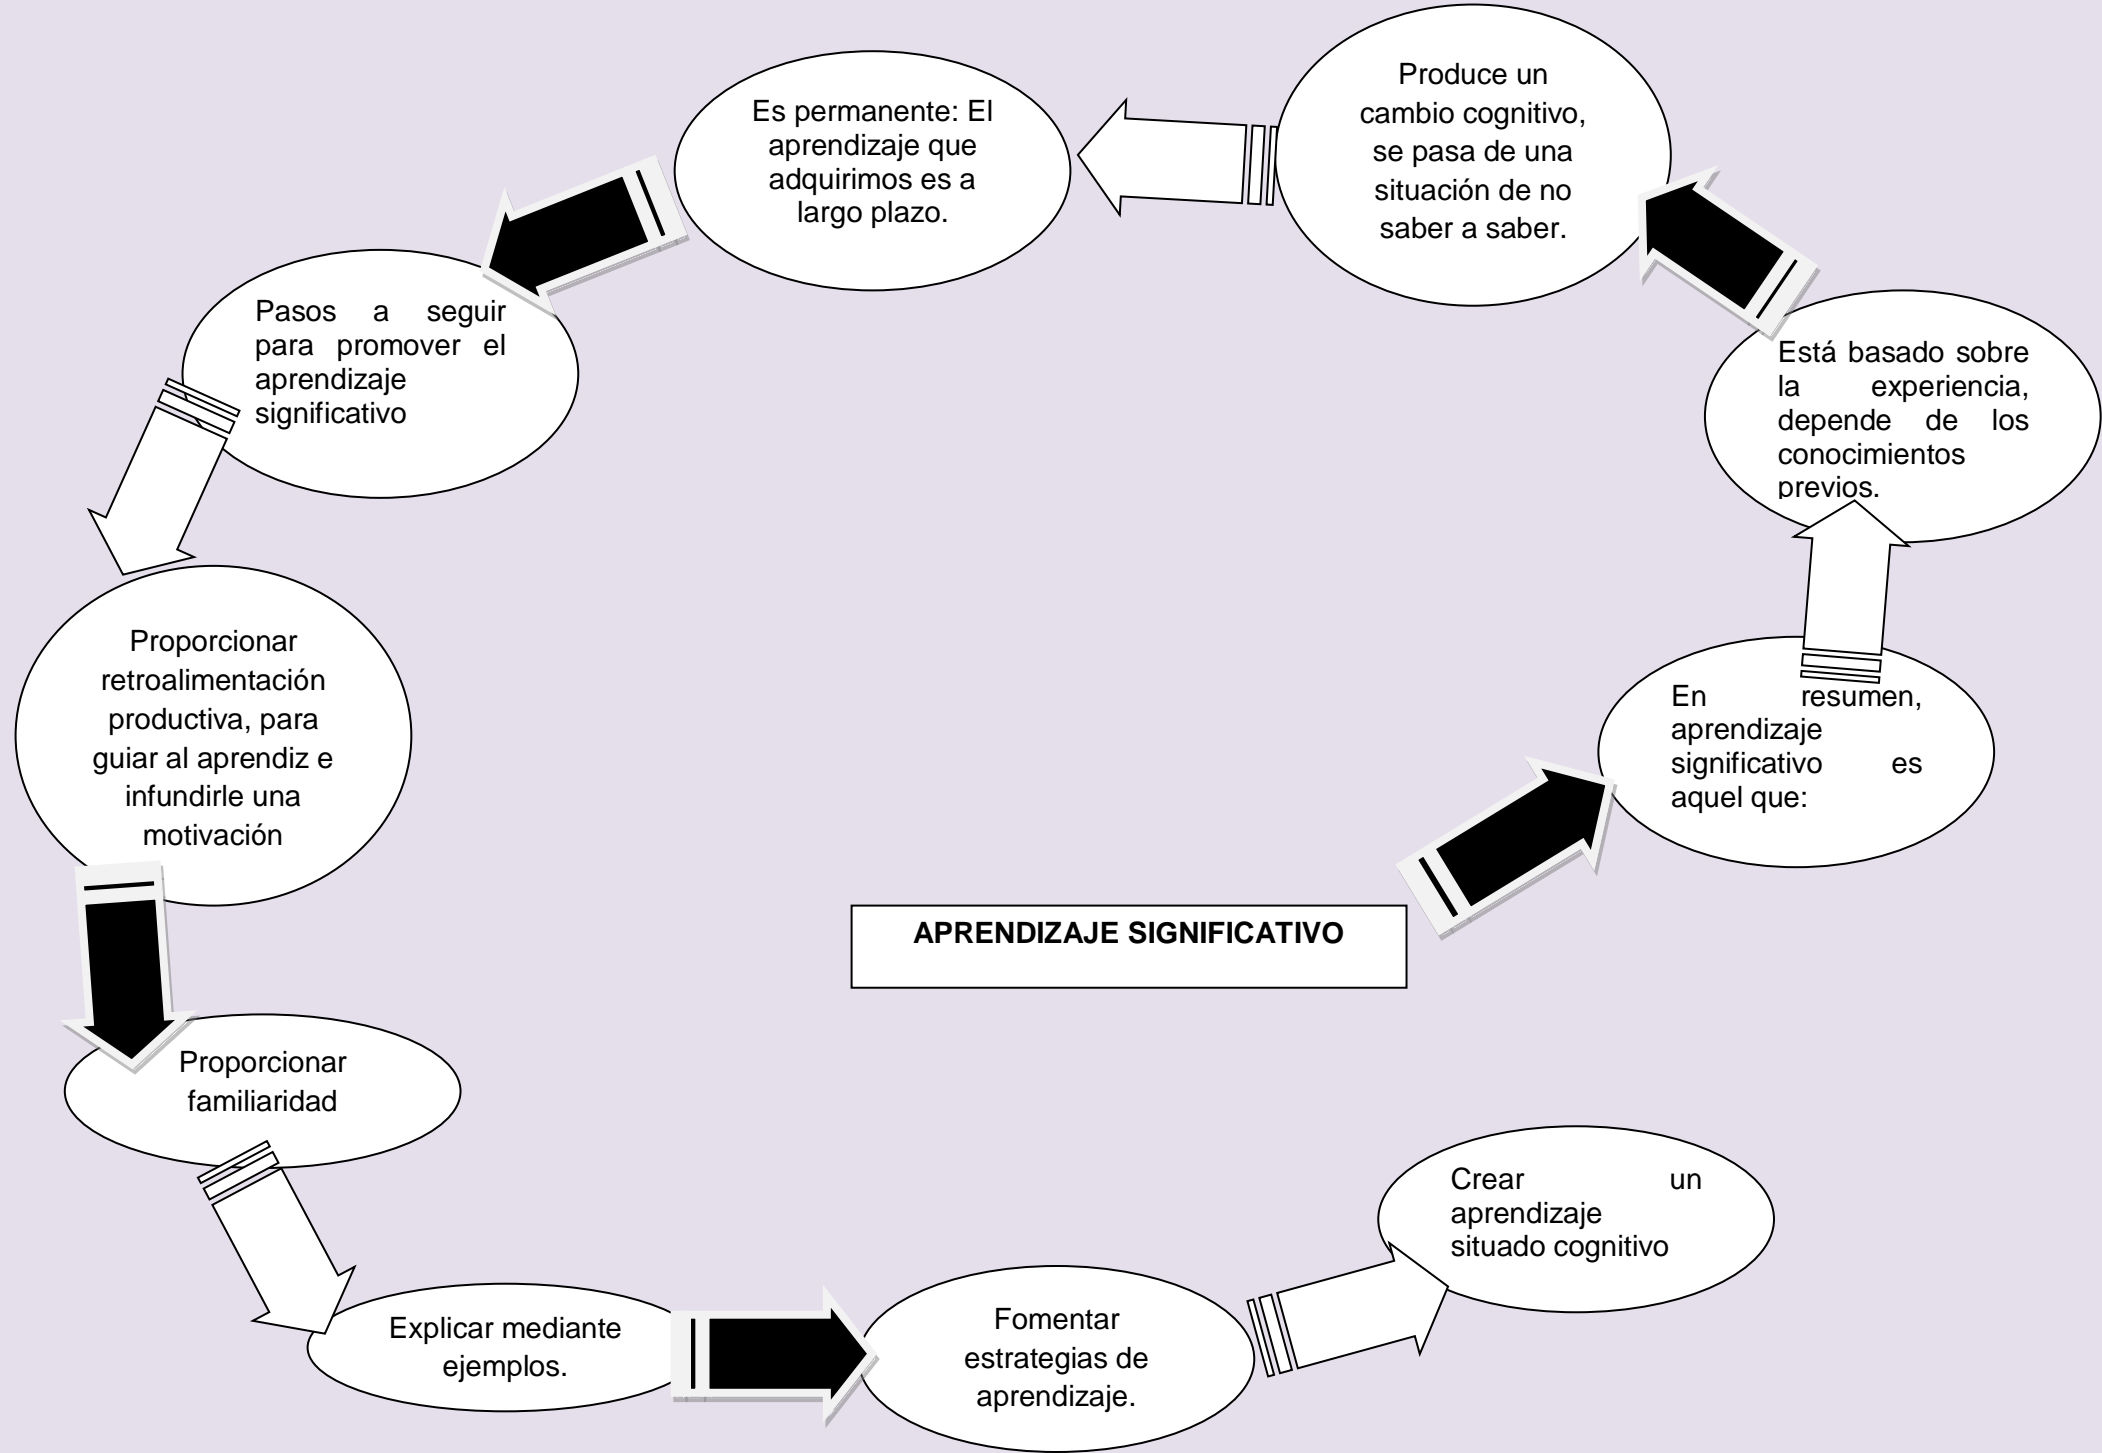 APRENDIZAJE SIGNIFICATIVO
En resumen,
aprendizaje
significativo es
aquel que:
Está basado sobre
la experiencia,
depende de los
conocimientos
previos.
Produce un
cambio cognitivo,
se pasa de una
situación de no
saber a saber.
Es permanente: El
aprendizaje que
adquirimos es a
largo plazo.
Pasos a seguir
para promover el
aprendizaje
significativo
Proporcionar
retroalimentación
productiva, para
guiar al aprendiz e
infundirle una
motivación
Proporcionar
familiaridad
Explicar mediante
ejemplos.
Fomentar
estrategias de
aprendizaje.
Crear un
aprendizaje
situado cognitivo